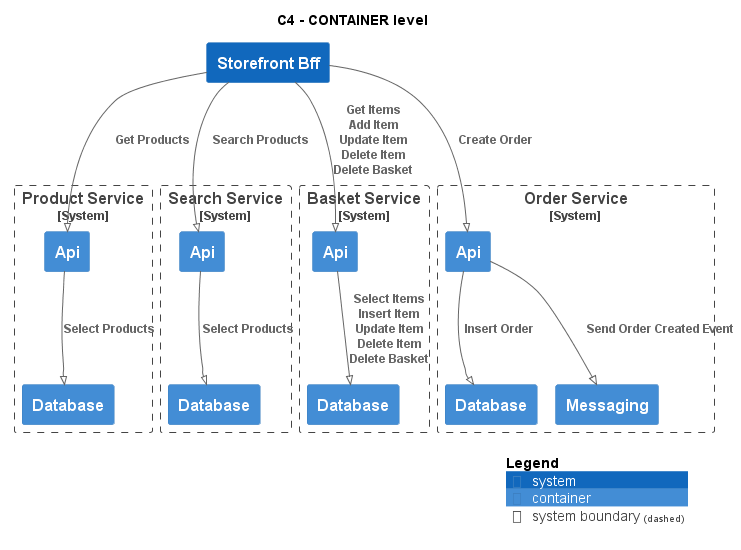 C4 - CONTAINER level
Storefront Bff
Get Products
Search Products
Get Items
Add Item
Update Item
Delete Item
Delete Basket
Create Order
Product Service
[System]
Search Service
[System]
Basket Service
[System]
Order Service
[System]
Api
Api
Api
Api
Select Products
Select Products
Select Items
Insert Item
Update Item
Delete Item
Delete Basket
Insert Order
Send Order Created Event
Database
Database
Database
Database
Messaging
Legend
system
container
system boundary (dashed)